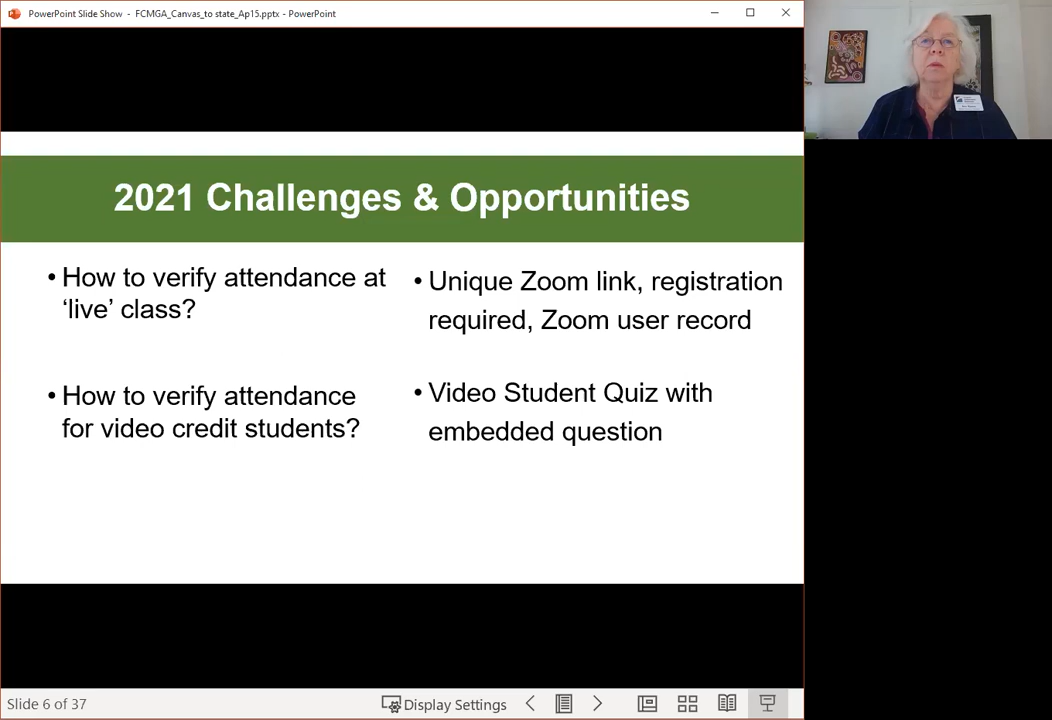 PowerPoint Slide Show - FCMGA_Canvas_to state_Ap15.pptx - PowerPoint
2021 Challenges & Opportunities
• How to verify attendance at
‘live’ class?
• How to verify attendance
for video credit students?
• Unique Zoom link, registration
required, Zoom user record
• Video Student Quiz with
embedded question
Slide 6 of 37
Display Settings